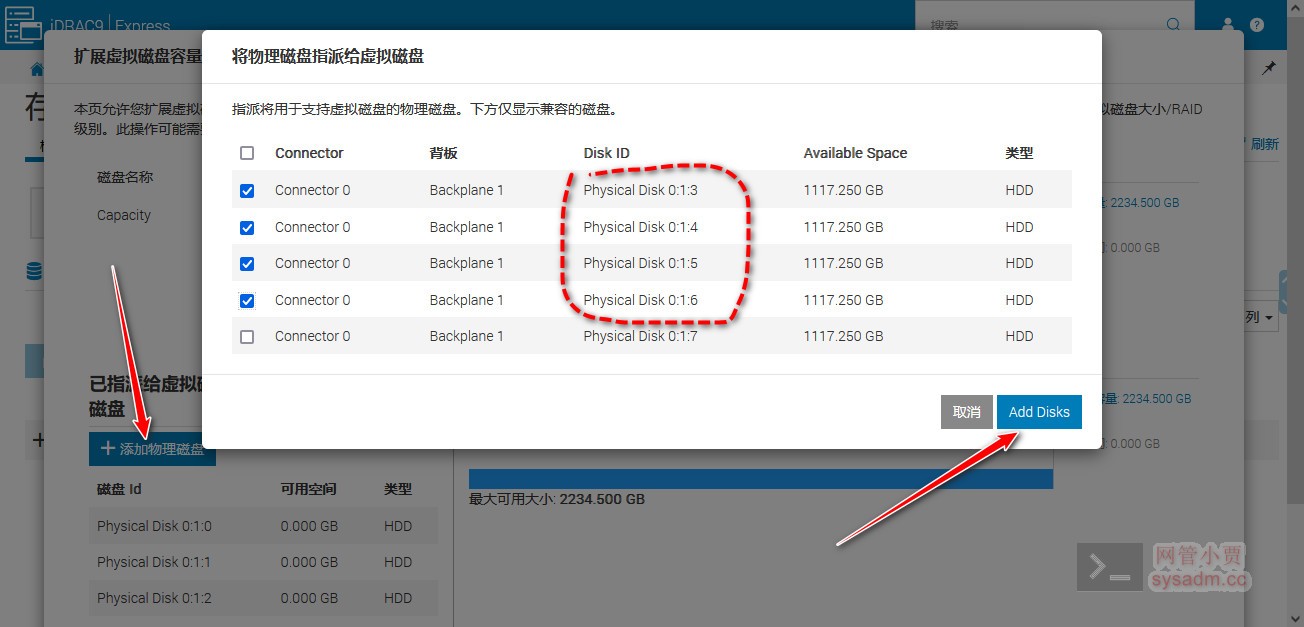 iDRAC9 | Express
搜索
扩展虚拟磁盘容量
将物理磁盘指派给虚拟磁盘
存
本页允许您扩展虚拟
级别。此操作可能需
指派将用于支持虚拟磁盘的物理磁盘。下方仅显示兼容的磁盘。
拟磁盘大小/RAID
刷新
磁盘名称
Capacity
Connector 背板 Disk ID Available Space 类型
Connector 0 Backplane 1 Physical Disk 0:1:3 1117.250 GB HDD
Connector 0 Backplane 1 Physical Disk 0:1:4 1117.250 GB HDD
Connector 0 Backplane 1 Physical Disk 0:1:5 1117.250 GB HDD
Connector 0 Backplane 1 Physical Disk 0:1:6 1117.250 GB HDD
Connector 0 Backplane 1 Physical Disk 0:1:7 1117.250 GB HDD
: 2234.500 GB
: 0.000 GB
列
取消 Add Disks
已指派给虚拟磁
磁盘
添加物理磁盘
量: 2234.500 GB
: 0.000 GB
磁盘 Id 可用空间 类型
Physical Disk 0:1:0 0.000 GB HDD
Physical Disk 0:1:1 0.000 GB HDD
Physical Disk 0:1:2 0.000 GB HDD
最大可用大小: 2234.500 GB
网管小贾
sysadm.cc